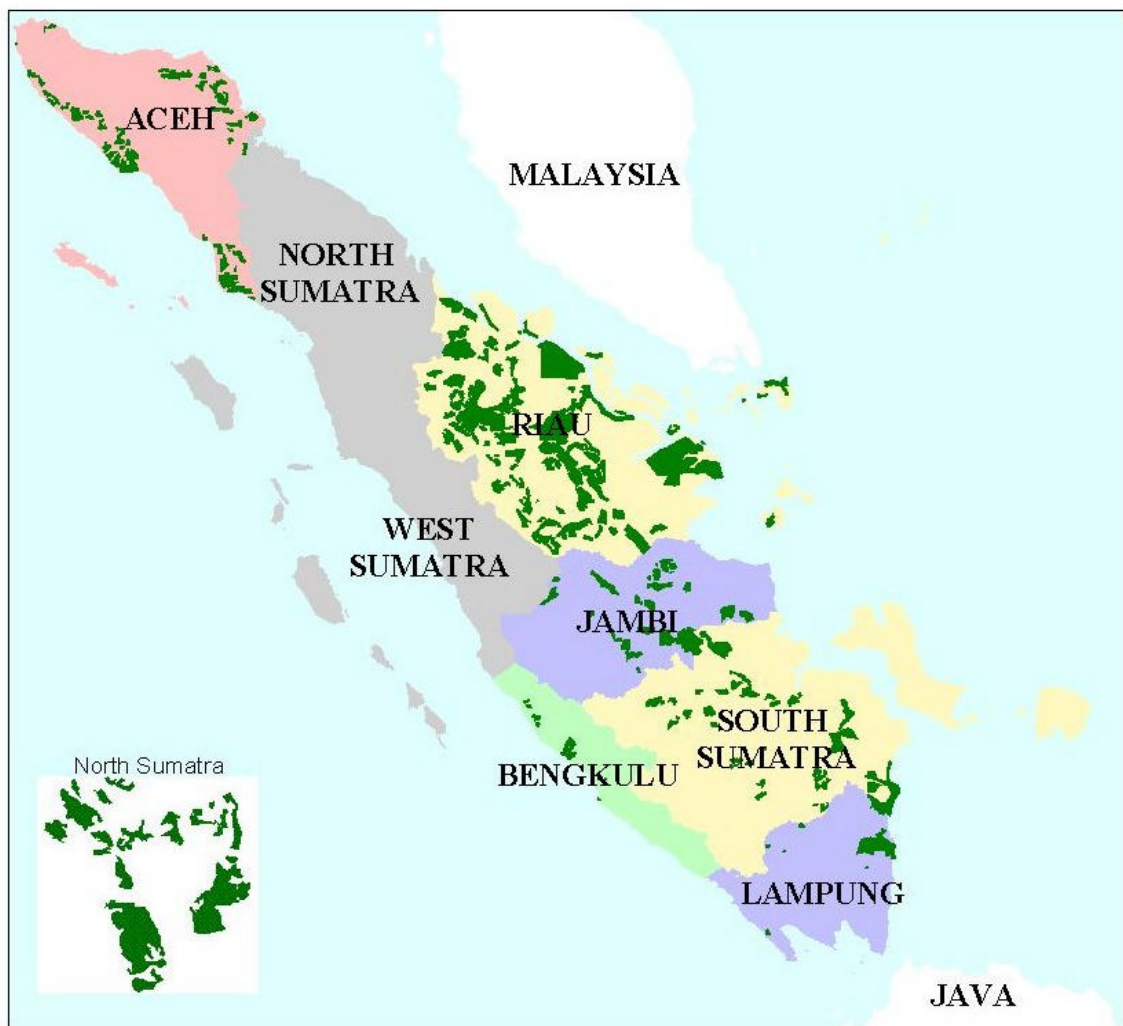 ACEH
MALAYSIA
NORTH
SUMATRA
RIAU
WEST
SUMATRA
JAMBI
SOUTH
SUMATRA
BENGKULU
North Sumatra
LAMPUNG
JAVA